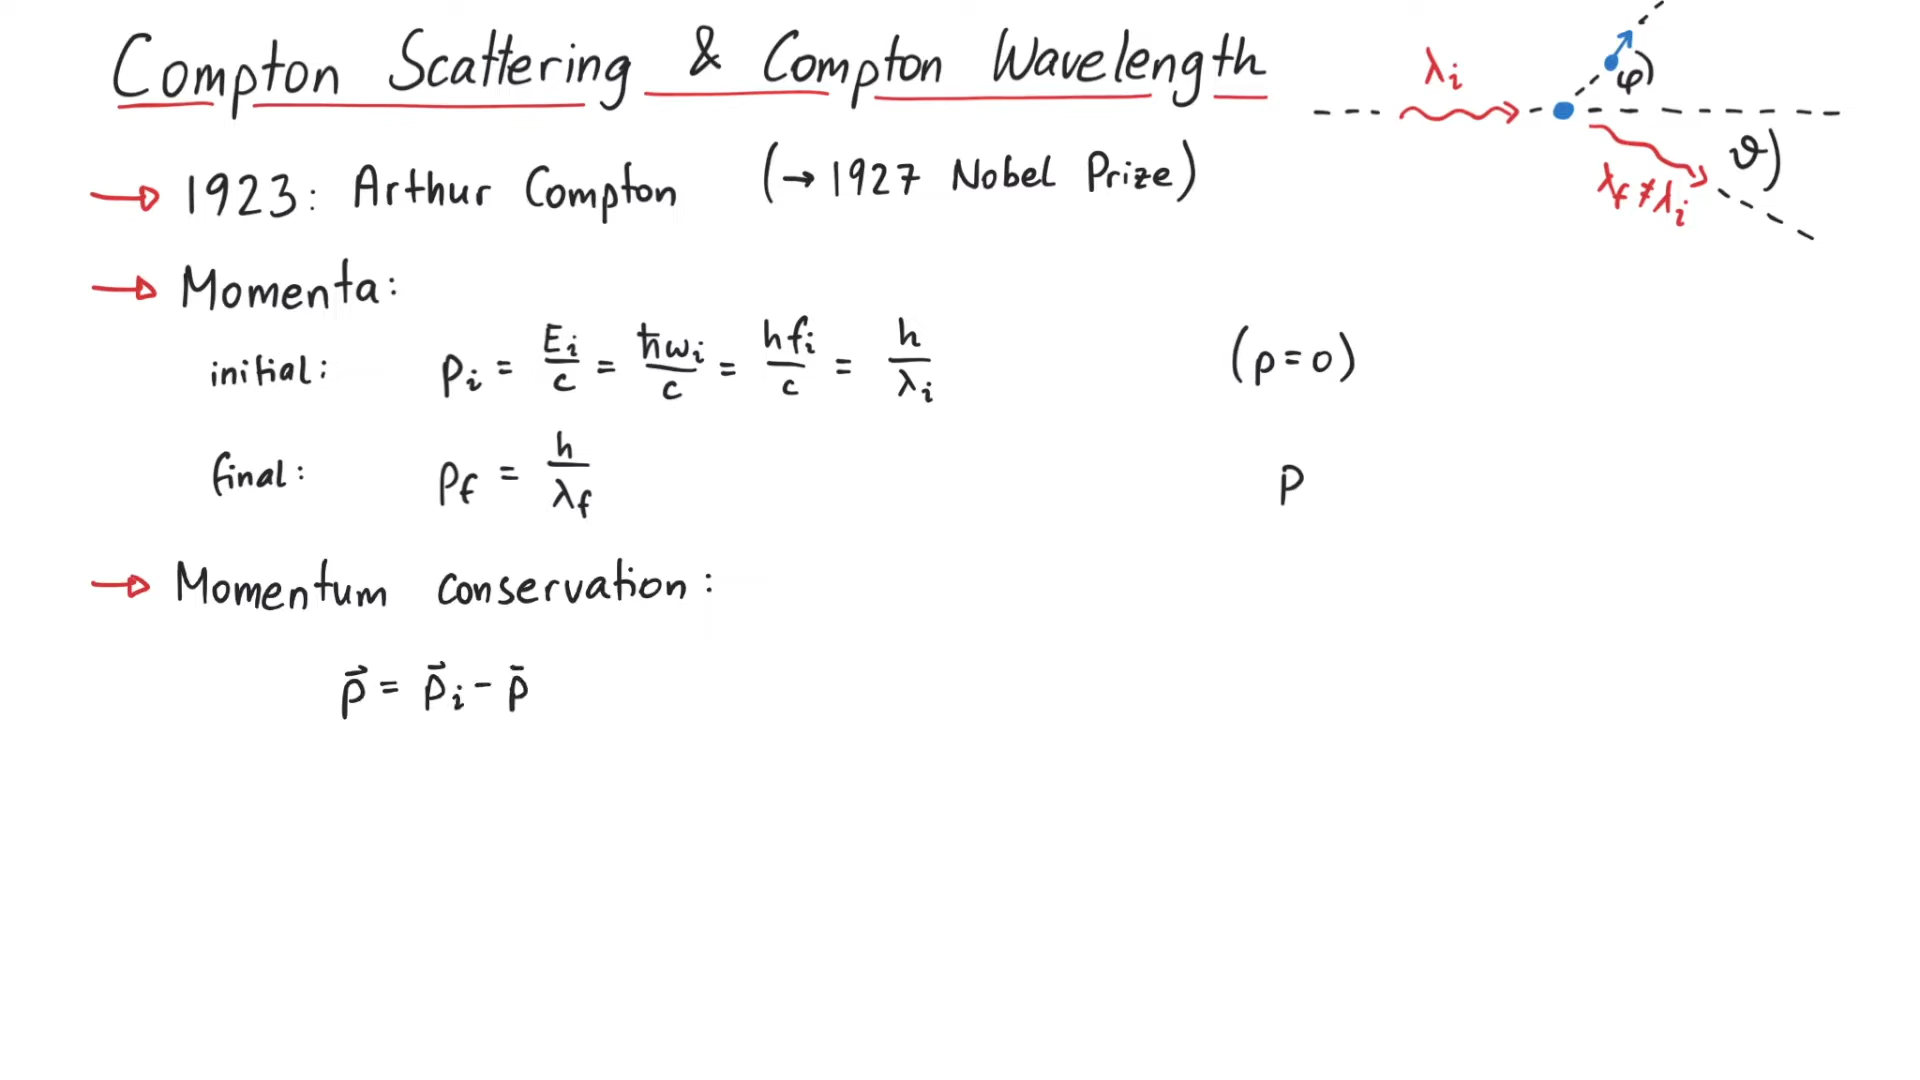 Compton Scattering & Compton Wavelength
λi φ
ϑ
λf ≠ λi
→ 1923: Arthur Compton (→ 1927 Nobel Prize)
→ Momenta:
initial: pi = Ei/c = ħωi/c = hfi/c = h/λi (p=0)
final: pf = h/λf p
→ Momentum conservation:
p⃗ = p⃗i - p̄